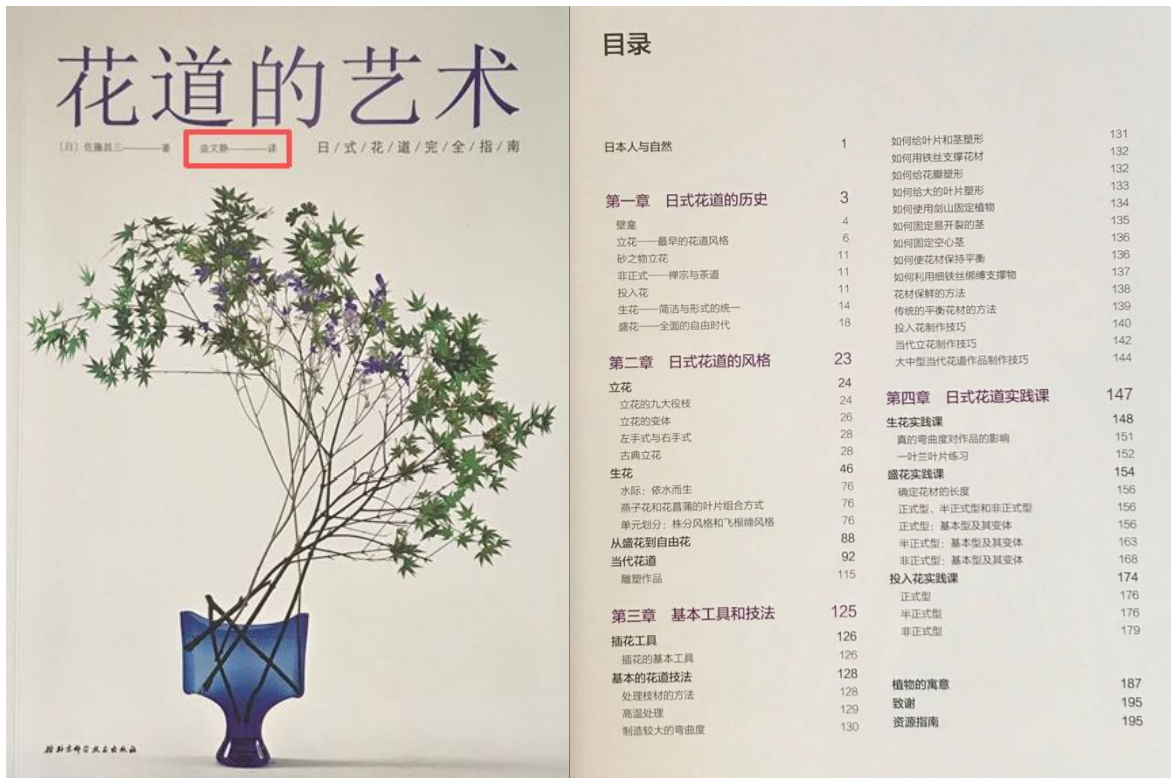 花道的艺术
〔日〕佐藤昌三——著 金文静——译 日/式/花/道/完/全/指/南
北京科学技术出版社
目录
日本人与自然 1
第一章 日式花道的历史 3
壁龛 4
立花——最早的花道风格 6
砂之物立花 11
非正式——禅宗与茶道 11
投入花 11
生花——简洁与形式的统一 14
盛花——全面的自由时代 18
第二章 日式花道的风格 23
立花 24
立花的九大役枝 24
立花的变体 26
左手式与右手式 28
古典立花 28
生花 46
水际：依水而生 76
燕子花和花菖蒲的叶片组合方式 76
单元划分：株分风格和飞根缔风格 76
从盛花到自由花 88
当代花道 92
雕塑作品 115
第三章 基本工具和技法 125
插花工具 126
插花的基本工具 126
基本的花道技法 128
处理枝材的方法 128
高温处理 129
制造较大的弯曲度 130
如何给叶片和茎塑形 131
如何用铁丝支撑花材 132
如何给花瓣塑形 132
如何给大的叶片塑形 133
如何使用剑山固定植物 134
如何固定易开裂的茎 135
如何固定空心茎 136
如何使花材保持平衡 136
如何利用细铁丝绑缚支撑物 137
花材保鲜的方法 138
传统的平衡花材的方法 139
投入花制作技巧 140
当代立花制作技巧 142
大中型当代花道作品制作技巧 144
第四章 日式花道实践课 147
生花实践课 148
真的弯曲度对作品的影响 151
一叶兰叶片练习 152
盛花实践课 154
确定花材的长度 156
正式型、半正式型和非正式型 156
正式型：基本型及其变体 156
半正式型：基本型及其变体 163
非正式型：基本型及其变体 168
投入花实践课 174
正式型 176
半正式型 176
非正式型 179
植物的寓意 187
致谢 195
资源指南 195